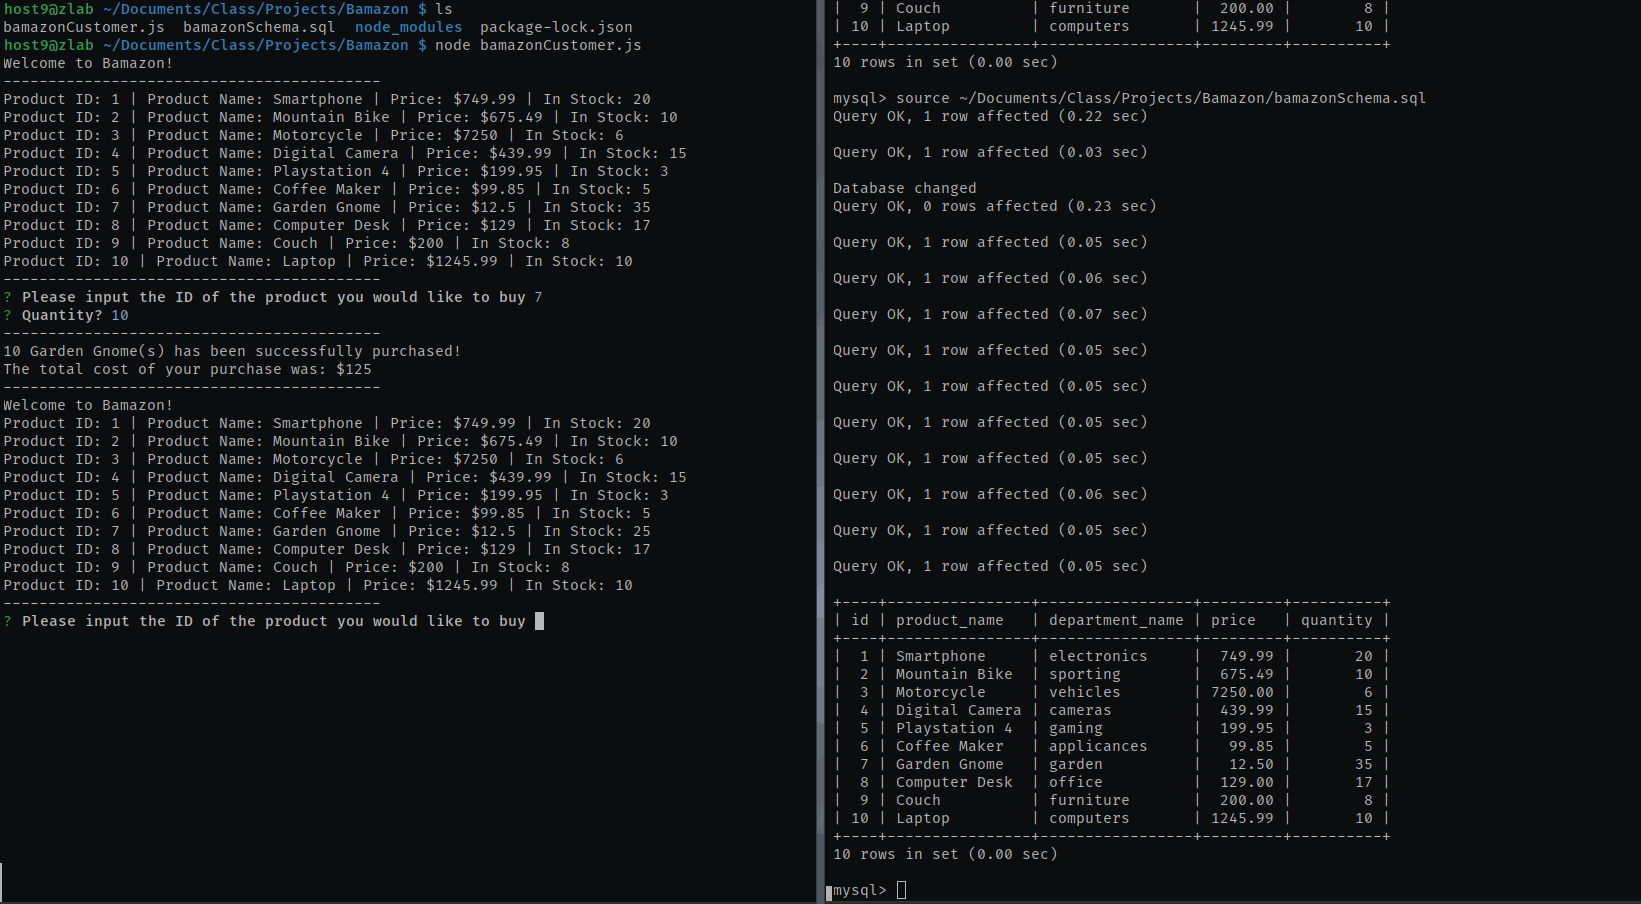 host9@zlab ~/Documents/Class/Projects/Bamazon $ ls
bamazonCustomer.js  bamazonSchema.sql  node_modules  package-lock.json
host9@zlab ~/Documents/Class/Projects/Bamazon $ node bamazonCustomer.js
Welcome to Bamazon!
------------------------------------------
Product ID: 1 | Product Name: Smartphone | Price: $749.99 | In Stock: 20
Product ID: 2 | Product Name: Mountain Bike | Price: $675.49 | In Stock: 10
Product ID: 3 | Product Name: Motorcycle | Price: $7250 | In Stock: 6
Product ID: 4 | Product Name: Digital Camera | Price: $439.99 | In Stock: 15
Product ID: 5 | Product Name: Playstation 4 | Price: $199.95 | In Stock: 3
Product ID: 6 | Product Name: Coffee Maker | Price: $99.85 | In Stock: 5
Product ID: 7 | Product Name: Garden Gnome | Price: $12.5 | In Stock: 35
Product ID: 8 | Product Name: Computer Desk | Price: $129 | In Stock: 17
Product ID: 9 | Product Name: Couch | Price: $200 | In Stock: 8
Product ID: 10 | Product Name: Laptop | Price: $1245.99 | In Stock: 10
------------------------------------------
? Please input the ID of the product you would like to buy 7
? Quantity? 10
------------------------------------------
10 Garden Gnome(s) has been successfully purchased!
The total cost of your purchase was: $125
------------------------------------------
Welcome to Bamazon!
Product ID: 1 | Product Name: Smartphone | Price: $749.99 | In Stock: 20
Product ID: 2 | Product Name: Mountain Bike | Price: $675.49 | In Stock: 10
Product ID: 3 | Product Name: Motorcycle | Price: $7250 | In Stock: 6
Product ID: 4 | Product Name: Digital Camera | Price: $439.99 | In Stock: 15
Product ID: 5 | Product Name: Playstation 4 | Price: $199.95 | In Stock: 3
Product ID: 6 | Product Name: Coffee Maker | Price: $99.85 | In Stock: 5
Product ID: 7 | Product Name: Garden Gnome | Price: $12.5 | In Stock: 25
Product ID: 8 | Product Name: Computer Desk | Price: $129 | In Stock: 17
Product ID: 9 | Product Name: Couch | Price: $200 | In Stock: 8
Product ID: 10 | Product Name: Laptop | Price: $1245.99 | In Stock: 10
------------------------------------------
? Please input the ID of the product you would like to buy
|  9 | Couch          | furniture       |  200.00 |        8 |
| 10 | Laptop         | computers       | 1245.99 |       10 |
+----+----------------+-----------------+---------+----------+
10 rows in set (0.00 sec)
mysql> source ~/Documents/Class/Projects/Bamazon/bamazonSchema.sql
Query OK, 1 row affected (0.22 sec)
Query OK, 1 row affected (0.03 sec)
Database changed
Query OK, 0 rows affected (0.23 sec)
Query OK, 1 row affected (0.05 sec)
Query OK, 1 row affected (0.06 sec)
Query OK, 1 row affected (0.07 sec)
Query OK, 1 row affected (0.05 sec)
Query OK, 1 row affected (0.05 sec)
Query OK, 1 row affected (0.05 sec)
Query OK, 1 row affected (0.05 sec)
Query OK, 1 row affected (0.06 sec)
Query OK, 1 row affected (0.05 sec)
Query OK, 1 row affected (0.05 sec)
+----+----------------+-----------------+---------+----------+
| id | product_name   | department_name | price   | quantity |
+----+----------------+-----------------+---------+----------+
|  1 | Smartphone     | electronics     |  749.99 |       20 |
|  2 | Mountain Bike  | sporting        |  675.49 |       10 |
|  3 | Motorcycle     | vehicles        | 7250.00 |        6 |
|  4 | Digital Camera | cameras         |  439.99 |       15 |
|  5 | Playstation 4  | gaming          |  199.95 |        3 |
|  6 | Coffee Maker   | applicances     |   99.85 |        5 |
|  7 | Garden Gnome   | garden          |   12.50 |       35 |
|  8 | Computer Desk  | office          |  129.00 |       17 |
|  9 | Couch          | furniture       |  200.00 |        8 |
| 10 | Laptop         | computers       | 1245.99 |       10 |
+----+----------------+-----------------+---------+----------+
10 rows in set (0.00 sec)
mysql>